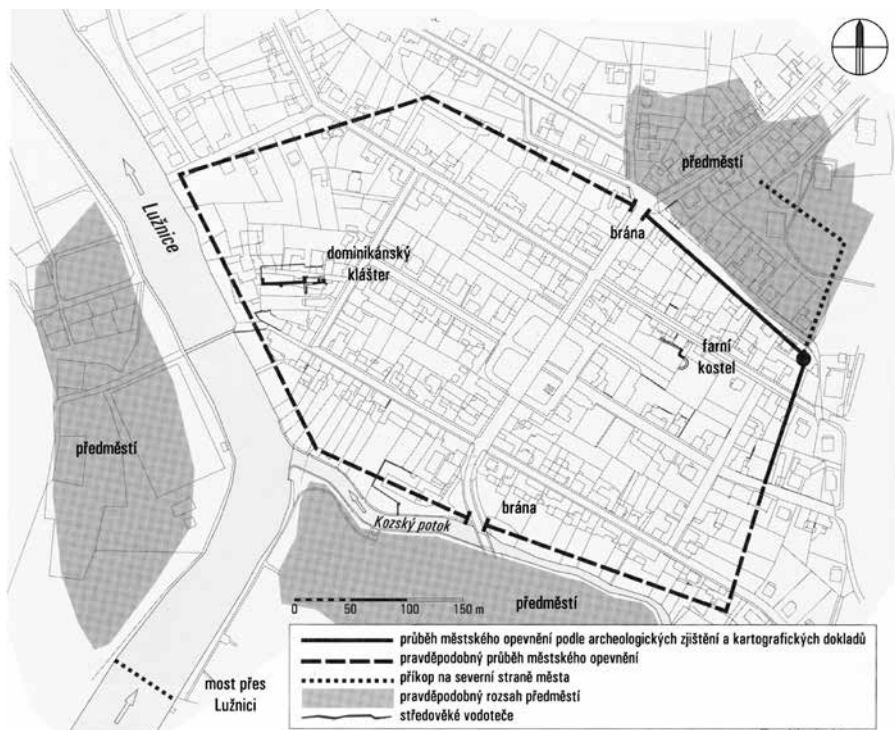 předměstí
brána
Lužnice
dominikánský
klášter
farní
kostel
předměstí
brána
Kozský potok
předměstí
0 50 100 150 m
most přes
Lužnici
průběh městského opevnění podle archeologických zjištění a kartografických dokladů
pravděpodobný průběh městského opevnění
příkop na severní straně města
pravděpodobný rozsah předměstí
středověké vodoteče